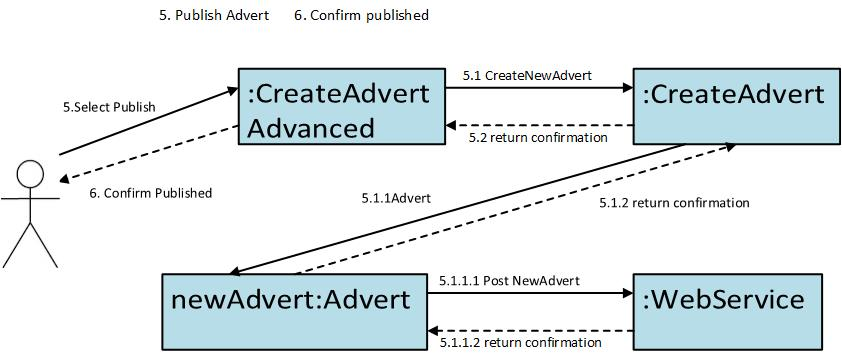 5. Publish Advert 6. Confirm published
5.1 CreateNewAdvert
:CreateAdvert
Advanced
:CreateAdvert
5.Select Publish
5.2 return confirmation
6. Confirm Published
5.1.1Advert
5.1.2 return confirmation
newAdvert:Advert
5.1.1.1 Post NewAdvert
:WebService
5.1.1.2 return confirmation